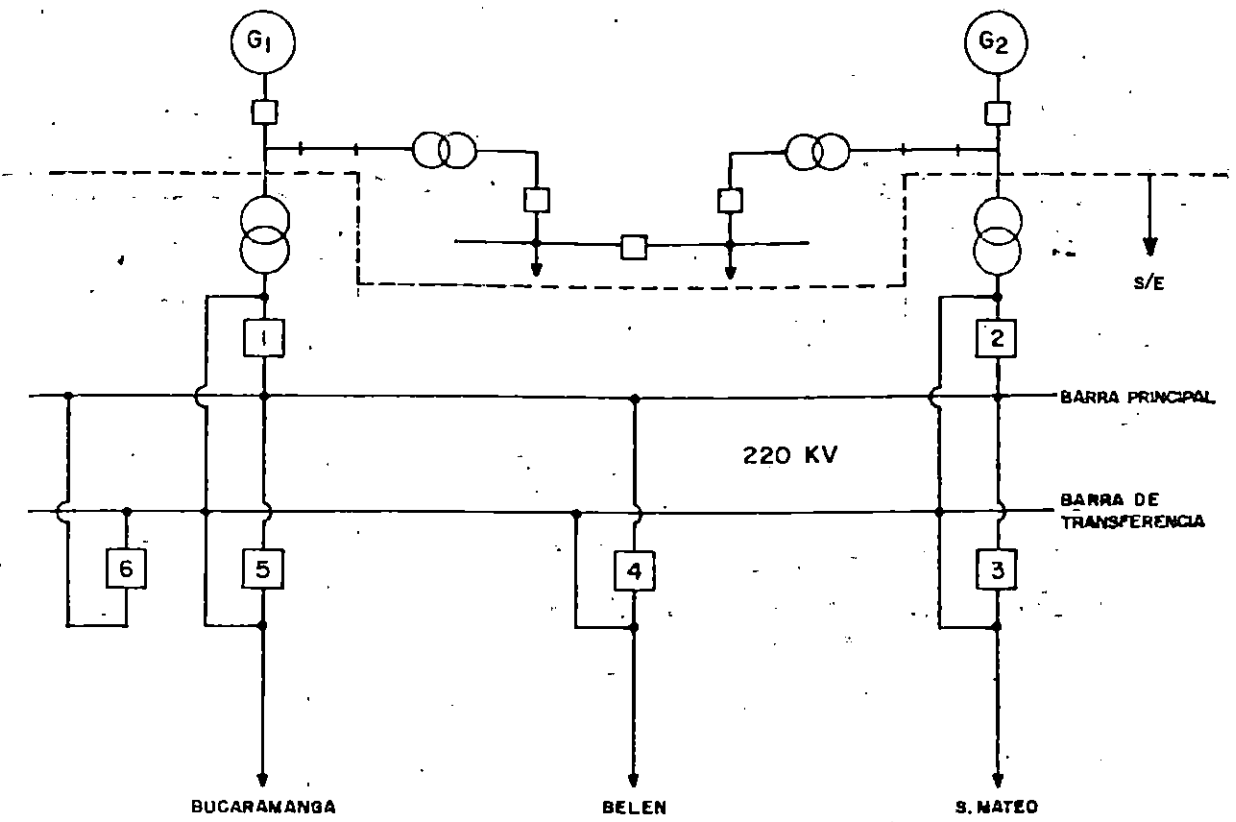 G1
G2
S/E
1
2
BARRA PRINCIPAL
220 KV
BARRA DE
TRANSFERENCIA
6
5
4
3
BUCARAMANGA
BELEN
S. MATEO